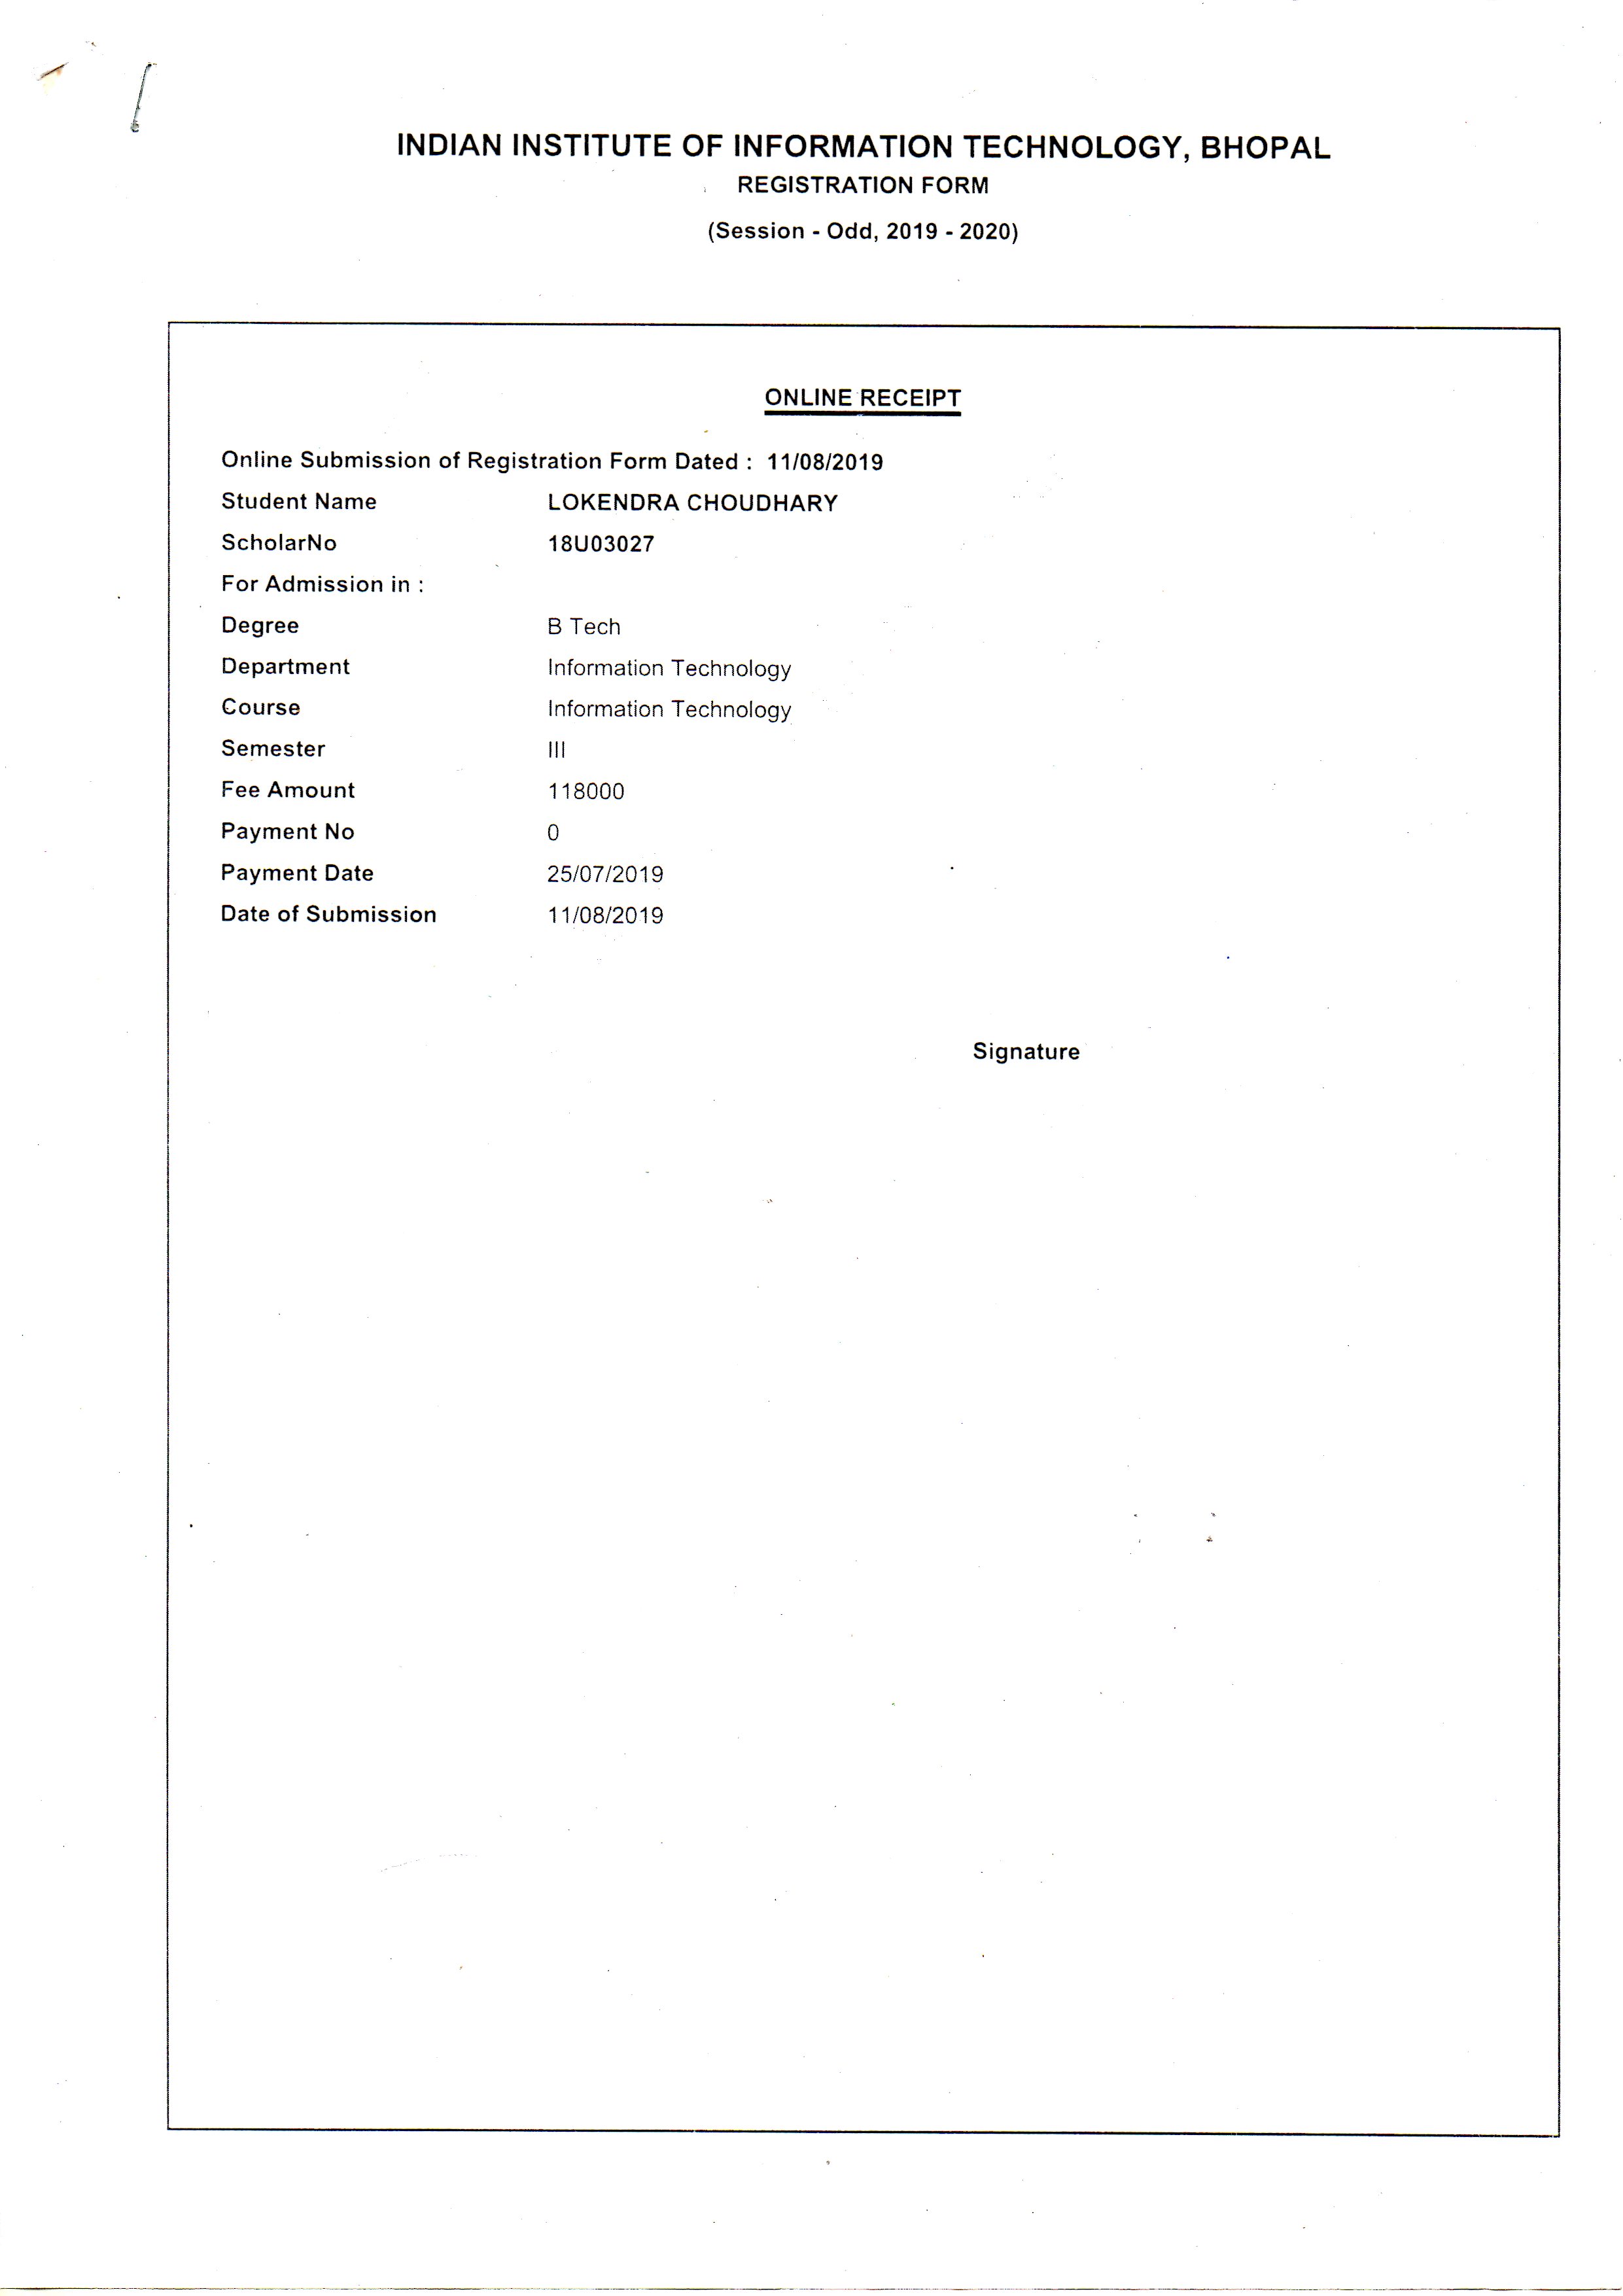 INDIAN INSTITUTE OF INFORMATION TECHNOLOGY, BHOPAL
REGISTRATION FORM
(Session - Odd, 2019 - 2020)
ONLINE RECEIPT
Online Submission of Registration Form Dated : 11/08/2019
Student Name LOKENDRA CHOUDHARY
ScholarNo 18U03027
For Admission in :
Degree B Tech
Department Information Technology
Course Information Technology
Semester III
Fee Amount 118000
Payment No 0
Payment Date 25/07/2019
Date of Submission 11/08/2019
Signature